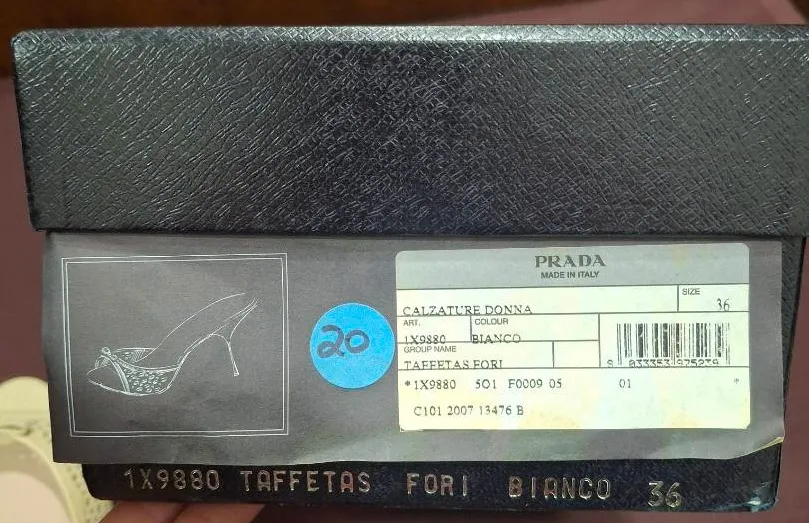 PRADA
MADE IN ITALY
SIZE
36
CALZATURE DONNA
ART.
COLOUR
1X9880
BIANCO
GROUP NAME
TAFFETAS FORI
*1X9880 501 F0009 05 01 *
C101 2007 13476 B
20
1X9880 TAFFETAS FORI BIANCO 36